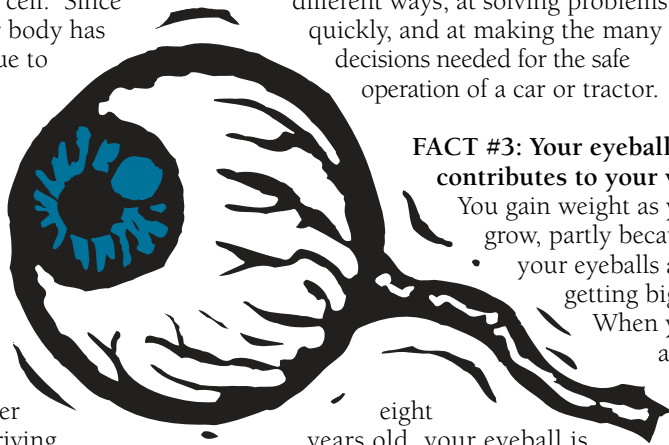 cell. Since
body has
ue to
er
riving
different ways, at solving problems
quickly, and at making the many
decisions needed for the safe
operation of a car or tractor.
FACT #3: Your eyeball
contributes to your
You gain weight as
grow, partly
your eyeballs
getting
When
eight
years old, your eyeball is